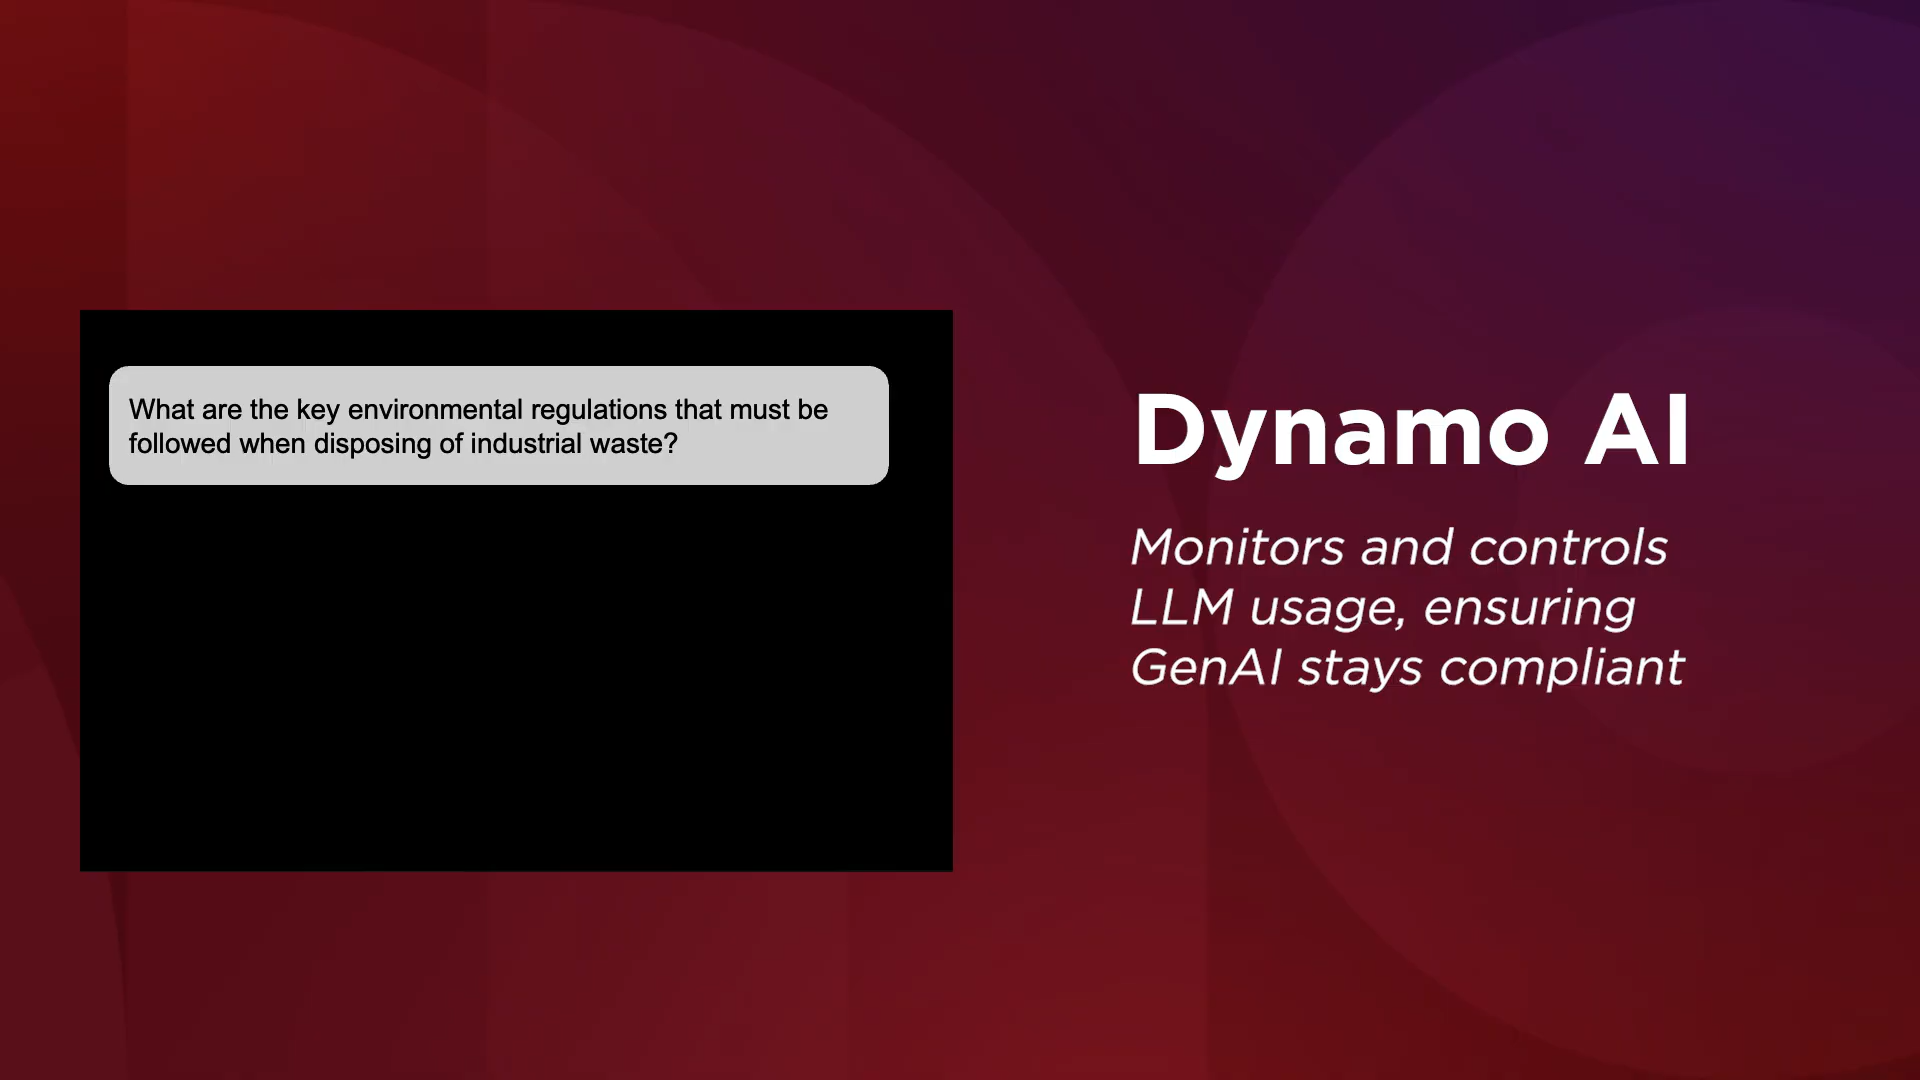 What are the key environmental regulations that must be
followed when disposing of industrial waste?
Dynamo AI
Monitors and controls
LLM usage, ensuring
GenAI stays compliant